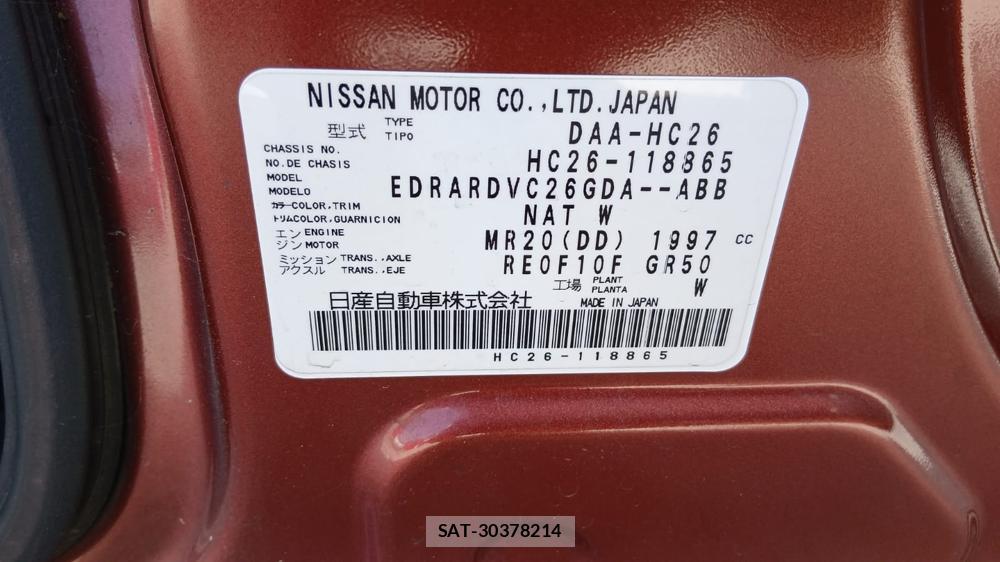 NISSAN MOTOR CO.,LTD.JAPAN
型式 TYPE TIPO DAA-HC26
CHASSIS NO.
NO.DE CHASIS HC26-118865
MODEL
MODELO EDRARDVC26GDA--ABB
カラー COLOR,TRIM
トリムCOLOR,GUARNICION NAT W
エンジン ENGINE MOTOR MR20(DD) 1997 CC
ミッション TRANS.,AXLE
アクスル TRANS.,EJE RE0F10F GR50
工場 PLANT PLANTA W
日産自動車株式会社 MADE IN JAPAN
HC26-118865
SAT-30378214